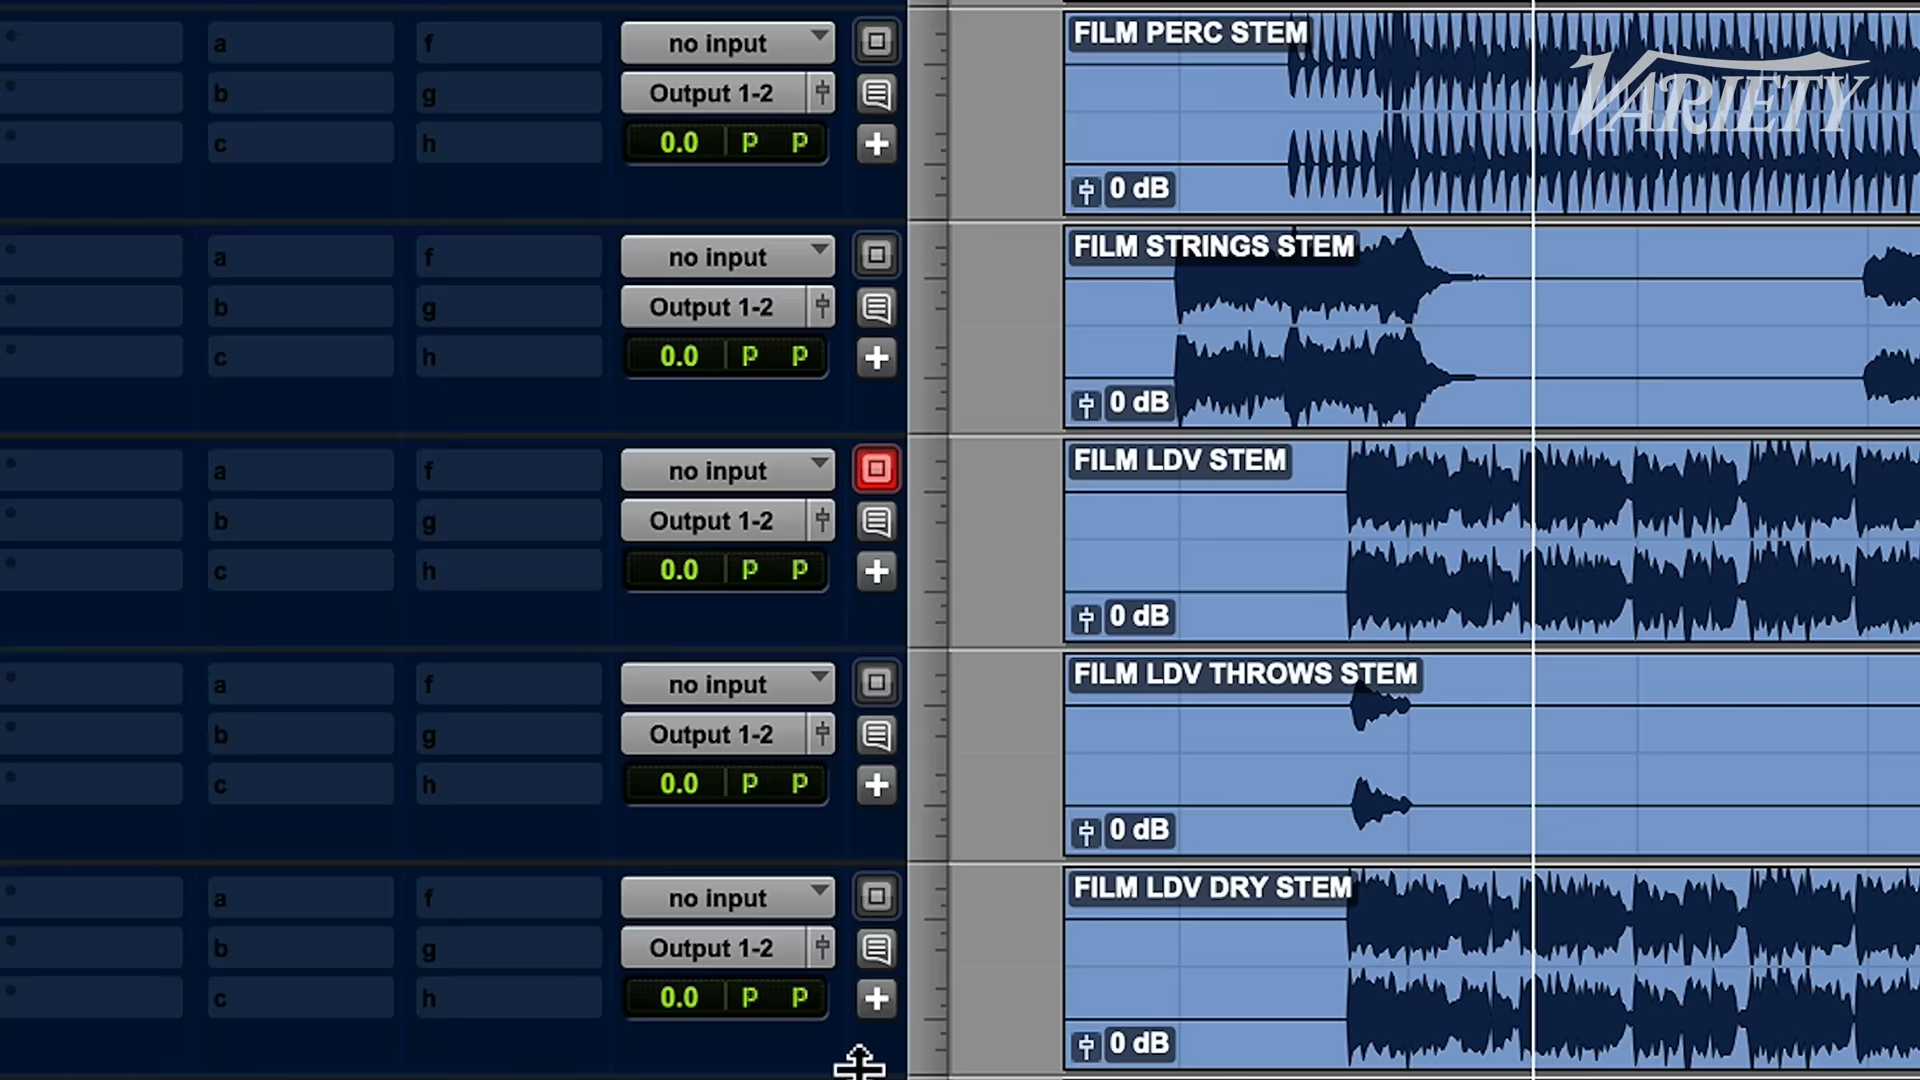 a f no input
b g Output 1-2
c h 0.0 p p
FILM PERC STEM
0 dB
VARIETY
a f no input
b g Output 1-2
c h 0.0 p p
FILM STRINGS STEM
0 dB
a f no input
b g Output 1-2
c h 0.0 p p
FILM LDV STEM
0 dB
a f no input
b g Output 1-2
c h 0.0 p p
FILM LDV THROWS STEM
0 dB
a f no input
b g Output 1-2
c h 0.0 p p
FILM LDV DRY STEM
0 dB